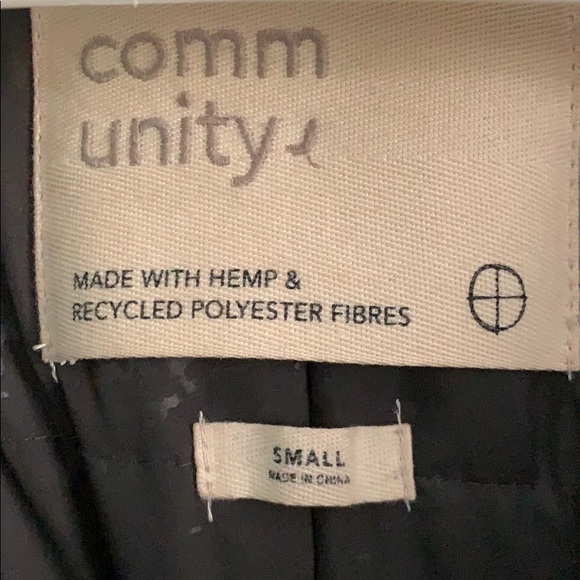 comm
unity
MADE WITH HEMP &
RECYCLED POLYESTER FIBRES
SMALL
MADE IN CHINA